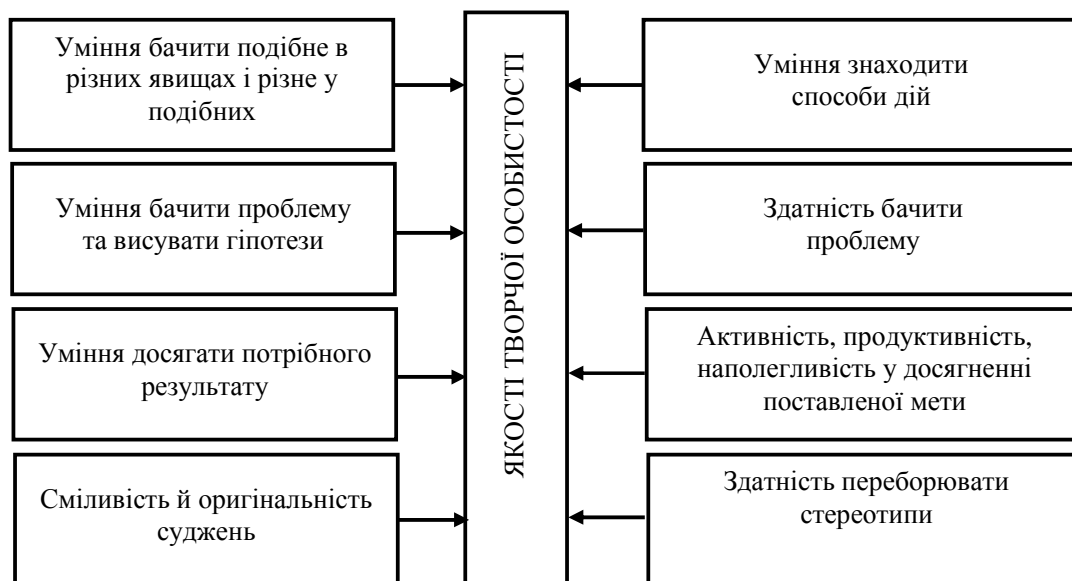 Уміння бачити подібне в
різних явищах і різне у
подібних
Уміння бачити проблему
та висувати гіпотези
Уміння досягати потрібного
результату
Сміливість й оригінальність
суджень
ЯКОСТІ ТВОРЧОЇ ОСОБИСТОСТІ
Уміння знаходити
способи дій
Здатність бачити
проблему
Активність, продуктивність,
наполегливість у досягненні
поставленої мети
Здатність переборювати
стереотипи